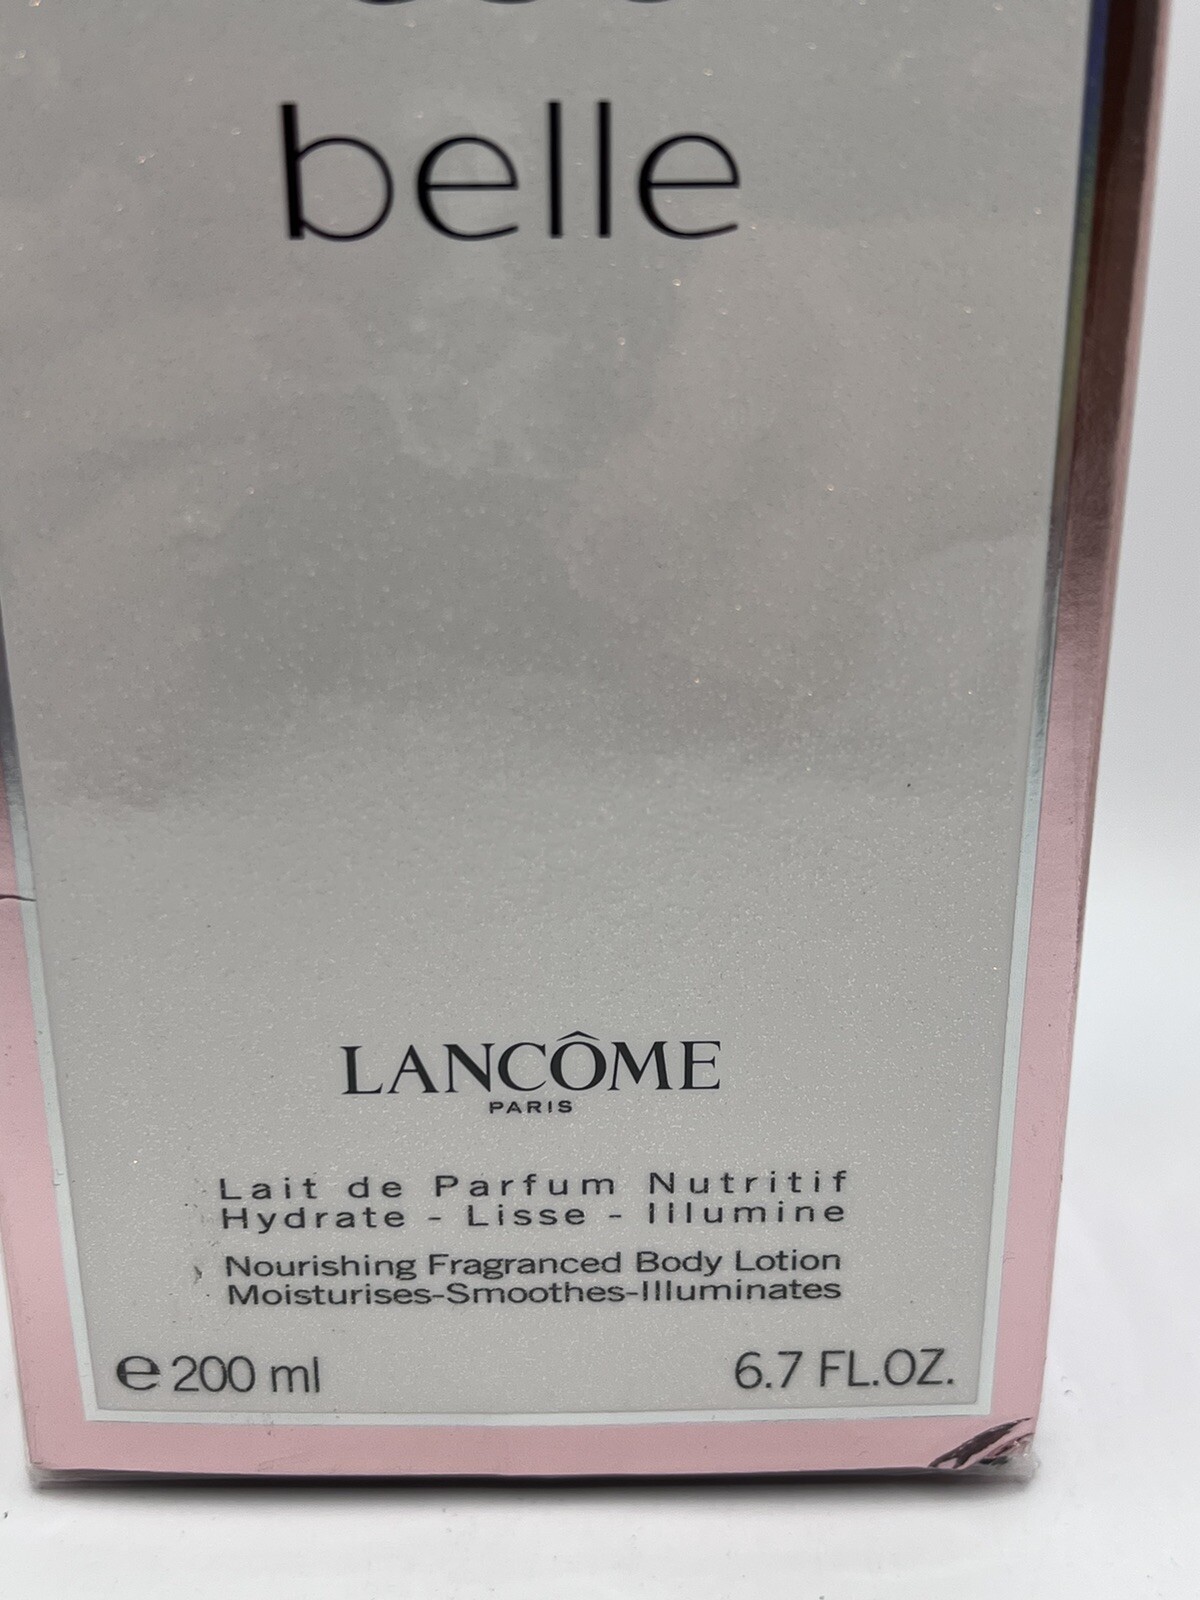 belle
LANCÔME
PARIS
Lait de Parfum Nutritif
Hydrate - Lisse - Illumine
Nourishing Fragranced Body Lotion
Moisturises-Smoothes-Illuminates
℮ 200 ml
6.7 FL.OZ.